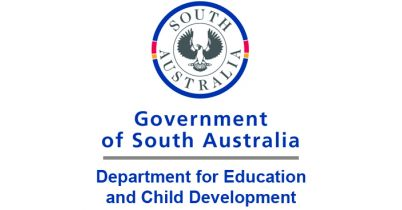 SOUTH
AUSTRALIA
Government
of South Australia
Department for Education
and Child Development